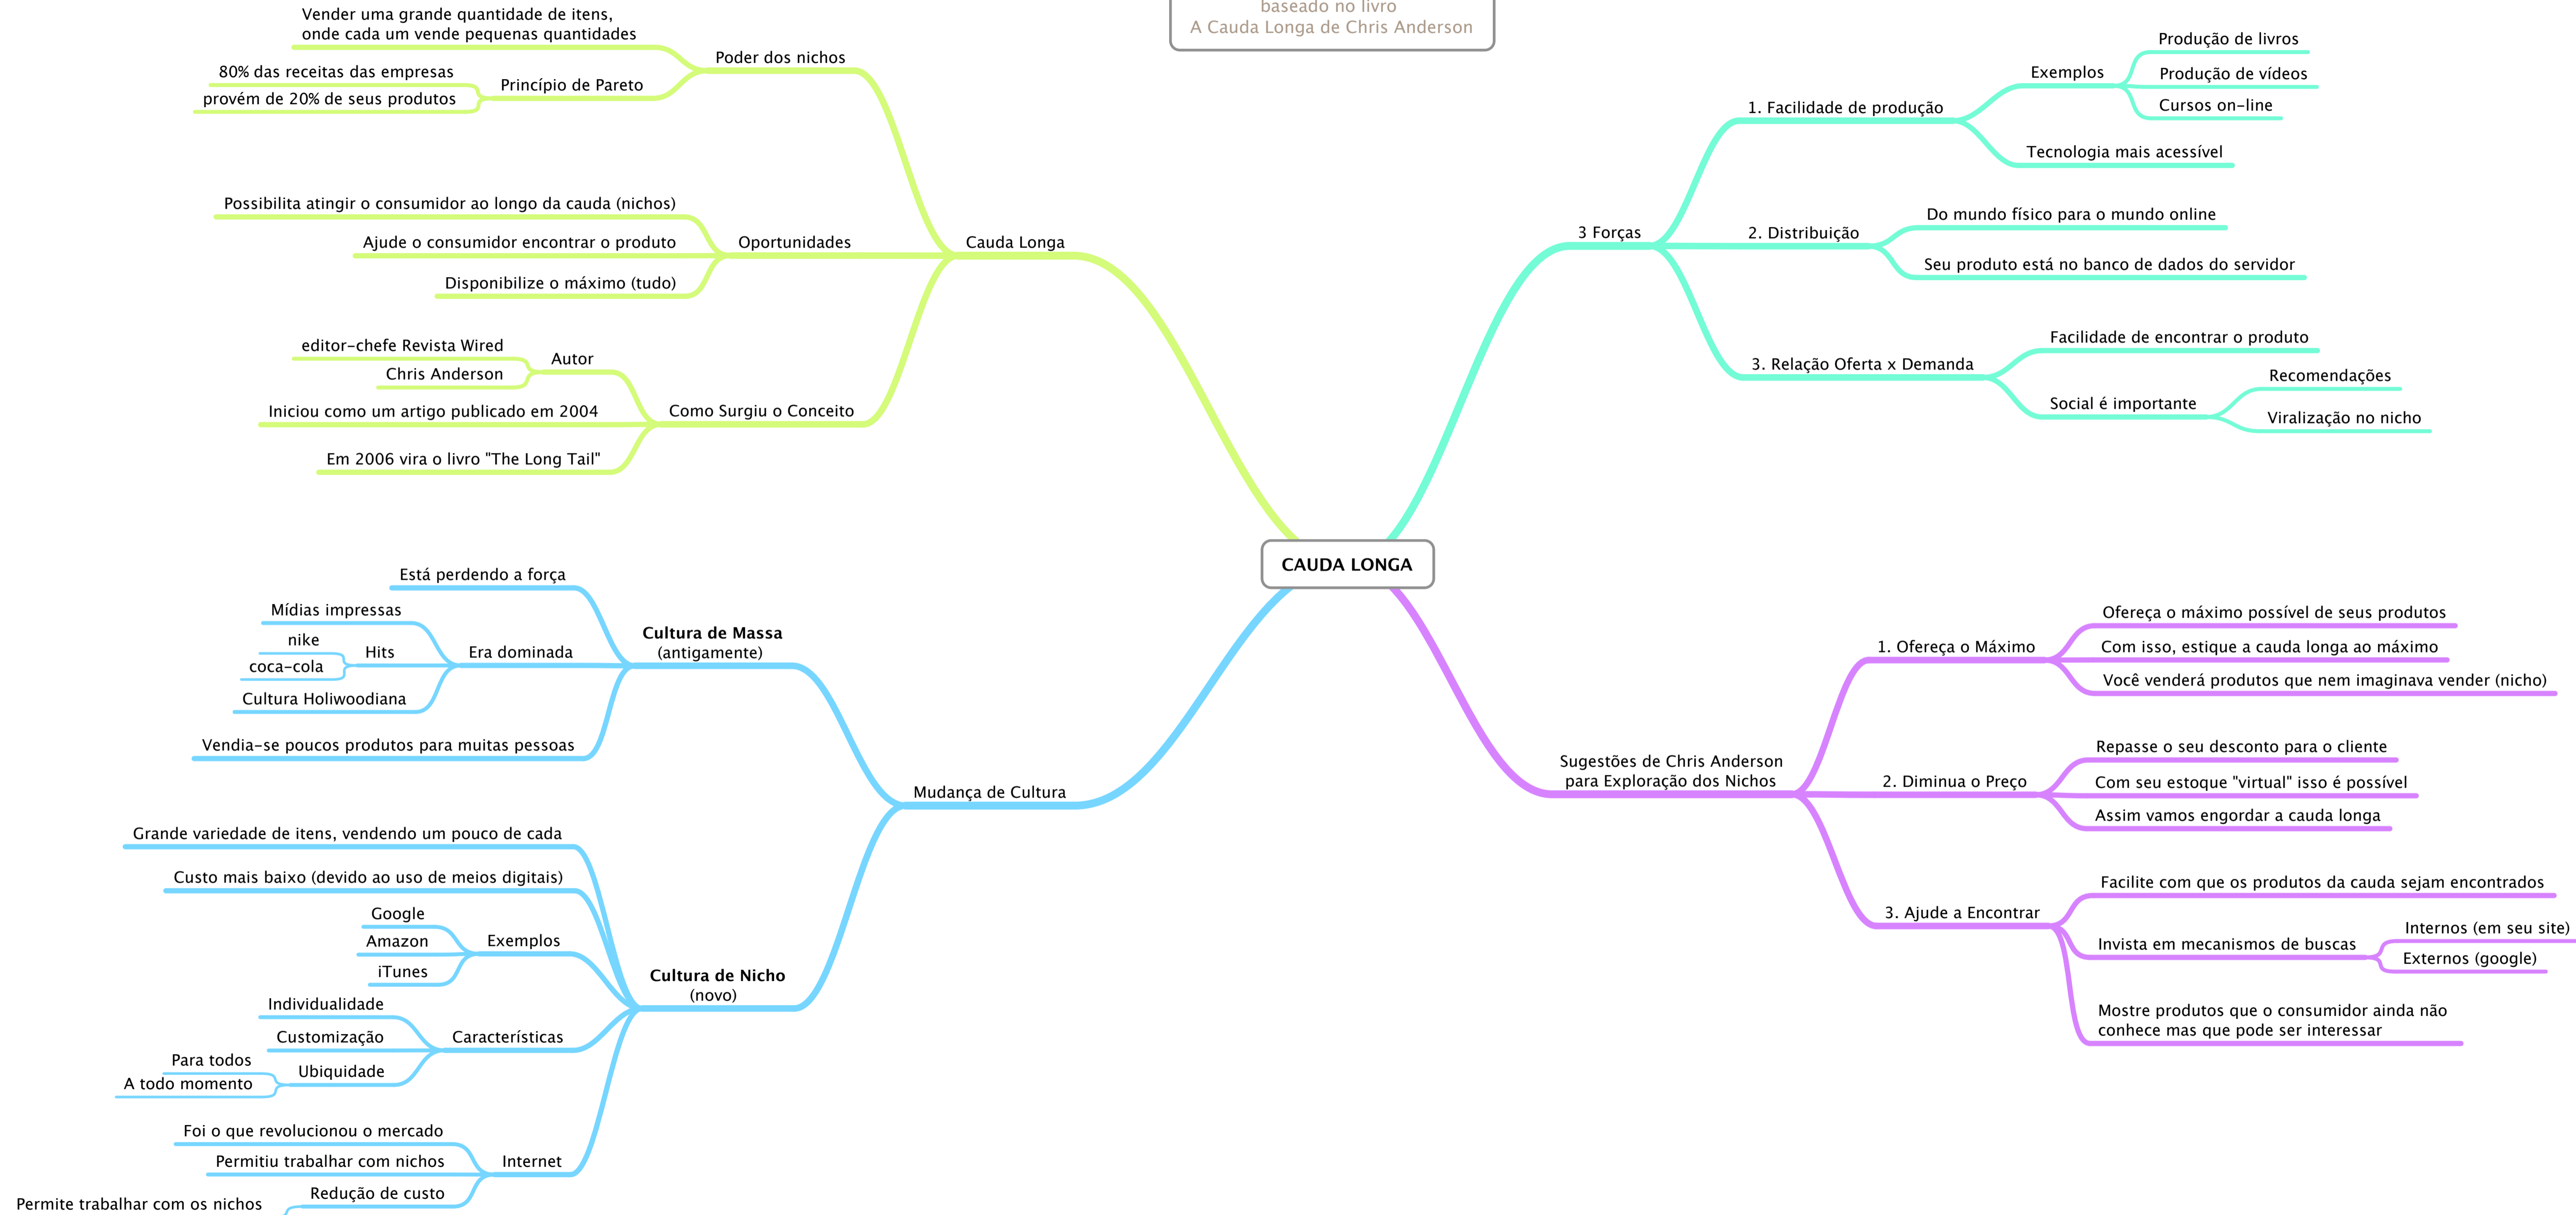 baseado no livro
A Cauda Longa de Chris Anderson
CAUDA LONGA
Cauda Longa
Poder dos nichos
Vender uma grande quantidade de itens,
onde cada um vende pequenas quantidades
Princípio de Pareto
80% das receitas das empresas
provém de 20% de seus produtos
Oportunidades
Possibilita atingir o consumidor ao longo da cauda (nichos)
Ajude o consumidor encontrar o produto
Disponibilize o máximo (tudo)
Como Surgiu o Conceito
Autor
editor-chefe Revista Wired
Chris Anderson
Iniciou como um artigo publicado em 2004
Em 2006 vira o livro "The Long Tail"
Mudança de Cultura
Cultura de Massa
(antigamente)
Está perdendo a força
Era dominada
Mídias impressas
Hits
nike
coca-cola
Cultura Holiwoodiana
Vendia-se poucos produtos para muitas pessoas
Cultura de Nicho
(novo)
Grande variedade de itens, vendendo um pouco de cada
Custo mais baixo (devido ao uso de meios digitais)
Exemplos
Google
Amazon
iTunes
Características
Individualidade
Customização
Ubiquidade
Para todos
A todo momento
Internet
Foi o que revolucionou o mercado
Permitiu trabalhar com nichos
Redução de custo
Permite trabalhar com os nichos
3 Forças
1. Facilidade de produção
Exemplos
Produção de livros
Produção de vídeos
Cursos on-line
Tecnologia mais acessível
2. Distribuição
Do mundo físico para o mundo online
Seu produto está no banco de dados do servidor
3. Relação Oferta x Demanda
Facilidade de encontrar o produto
Social é importante
Recomendações
Viralização no nicho
Sugestões de Chris Anderson
para Exploração dos Nichos
1. Ofereça o Máximo
Ofereça o máximo possível de seus produtos
Com isso, estique a cauda longa ao máximo
Você venderá produtos que nem imaginava vender (nicho)
2. Diminua o Preço
Repasse o seu desconto para o cliente
Com seu estoque "virtual" isso é possível
Assim vamos engordar a cauda longa
3. Ajude a Encontrar
Facilite com que os produtos da cauda sejam encontrados
Invista em mecanismos de buscas
Internos (em seu site)
Externos (google)
Mostre produtos que o consumidor ainda não
conhece mas que pode ser interessar